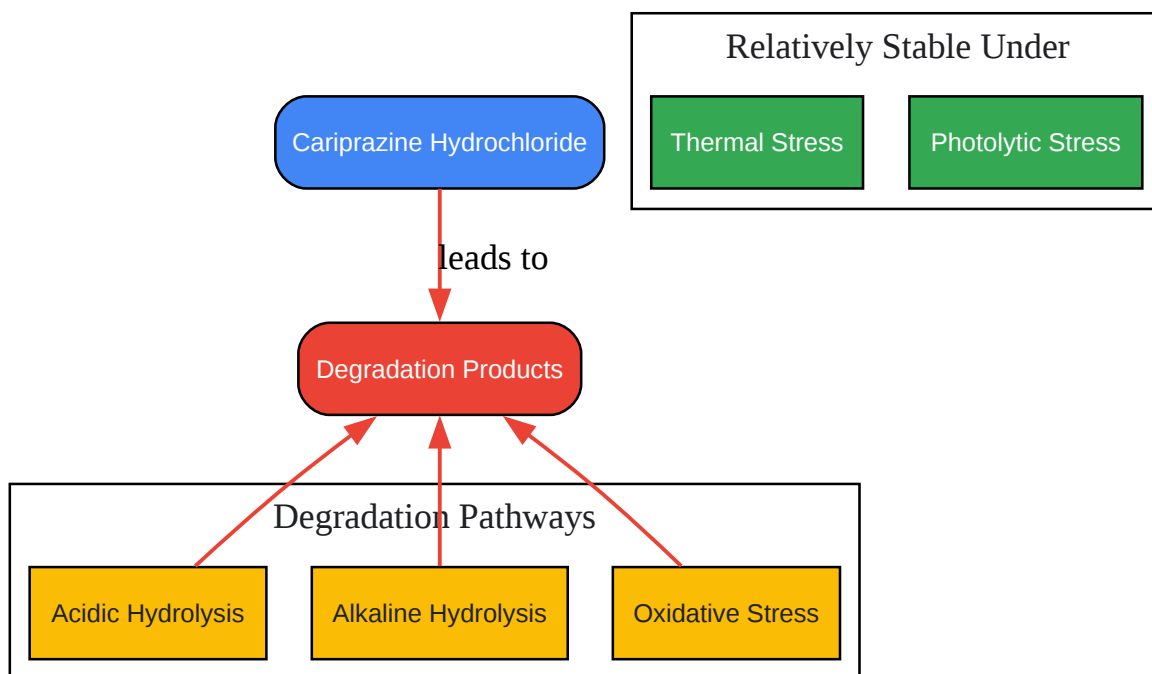 Relatively Stable Under
Cariprazine Hydrochloride
Thermal Stress
Photolytic Stress
leads to
Degradation Products
Degradation Pathways
Acidic Hydrolysis
Alkaline Hydrolysis
Oxidative Stress